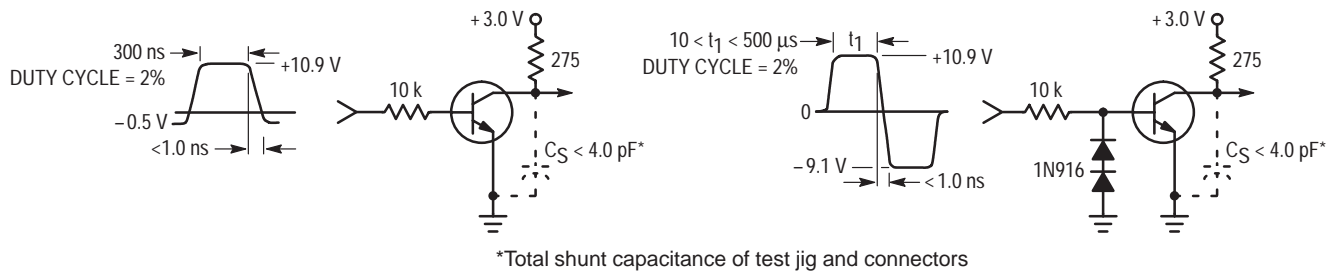 300 ns
DUTY CYCLE = 2%
+10.9 V
−0.5 V
<1.0 ns
10 k
+3.0 V
275
CS < 4.0 pF*
10 < t1 < 500 µs
DUTY CYCLE = 2%
t1
+10.9 V
0
−9.1 V
<1.0 ns
10 k
1N916
+3.0 V
275
CS < 4.0 pF*
*Total shunt capacitance of test jig and connectors